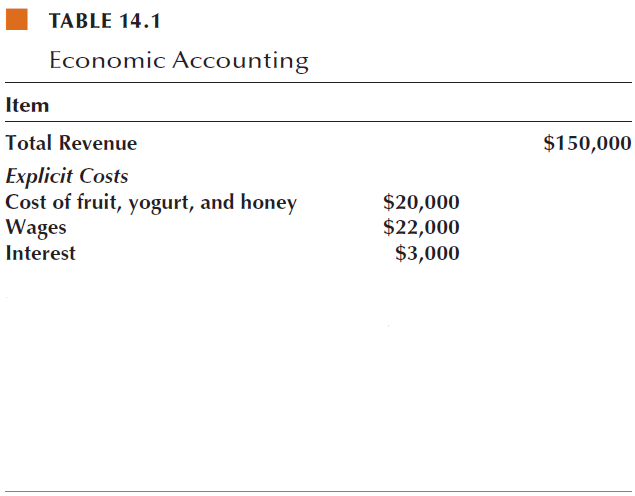 TABLE 14.1
Economic Accounting
Item
Total Revenue $150,000
Explicit Costs
Cost of fruit, yogurt, and honey $20,000
Wages $22,000
Interest $3,000